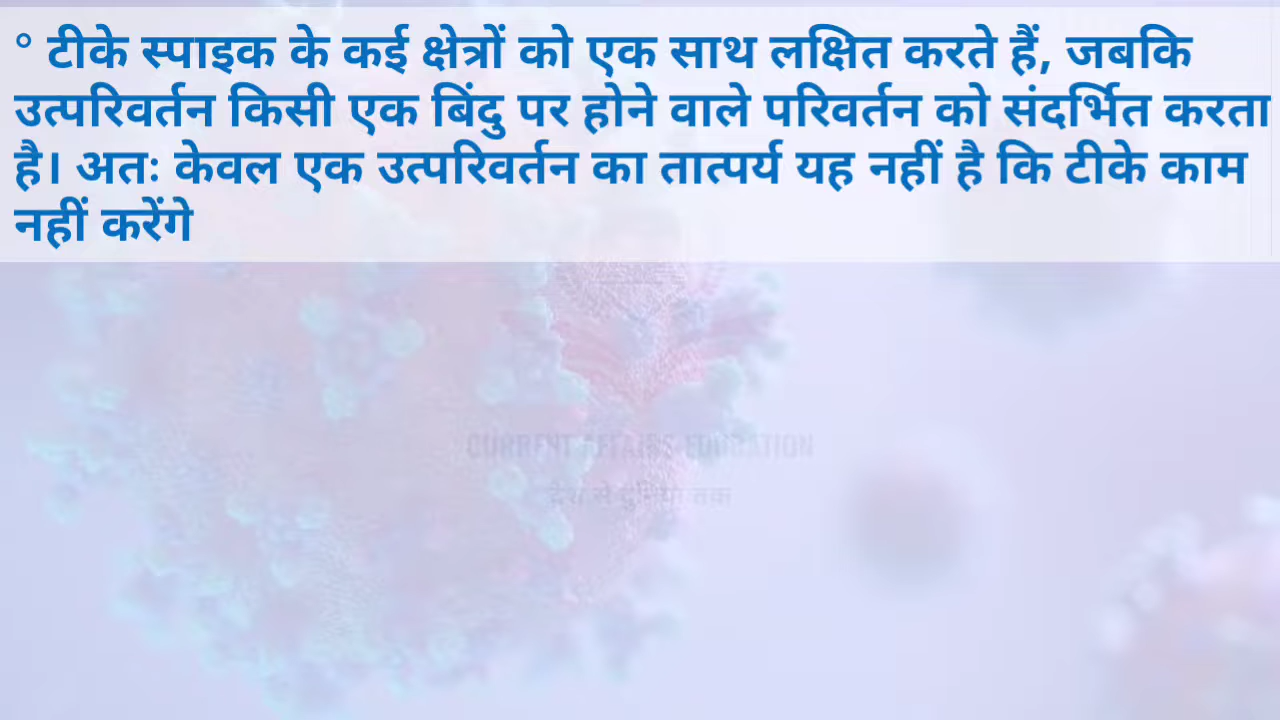 ° टीके स्पाइक के कई क्षेत्रों को एक साथ लक्षित करते हैं, जबकि
उत्परिवर्तन किसी एक बिंदु पर होने वाले परिवर्तन को संदर्भित करता
है। अतः केवल एक उत्परिवर्तन का तात्पर्य यह नहीं है कि टीके काम
नहीं करेंगे
CURRENT AFFAIRS EDUCATION
देश से दुनिया तक